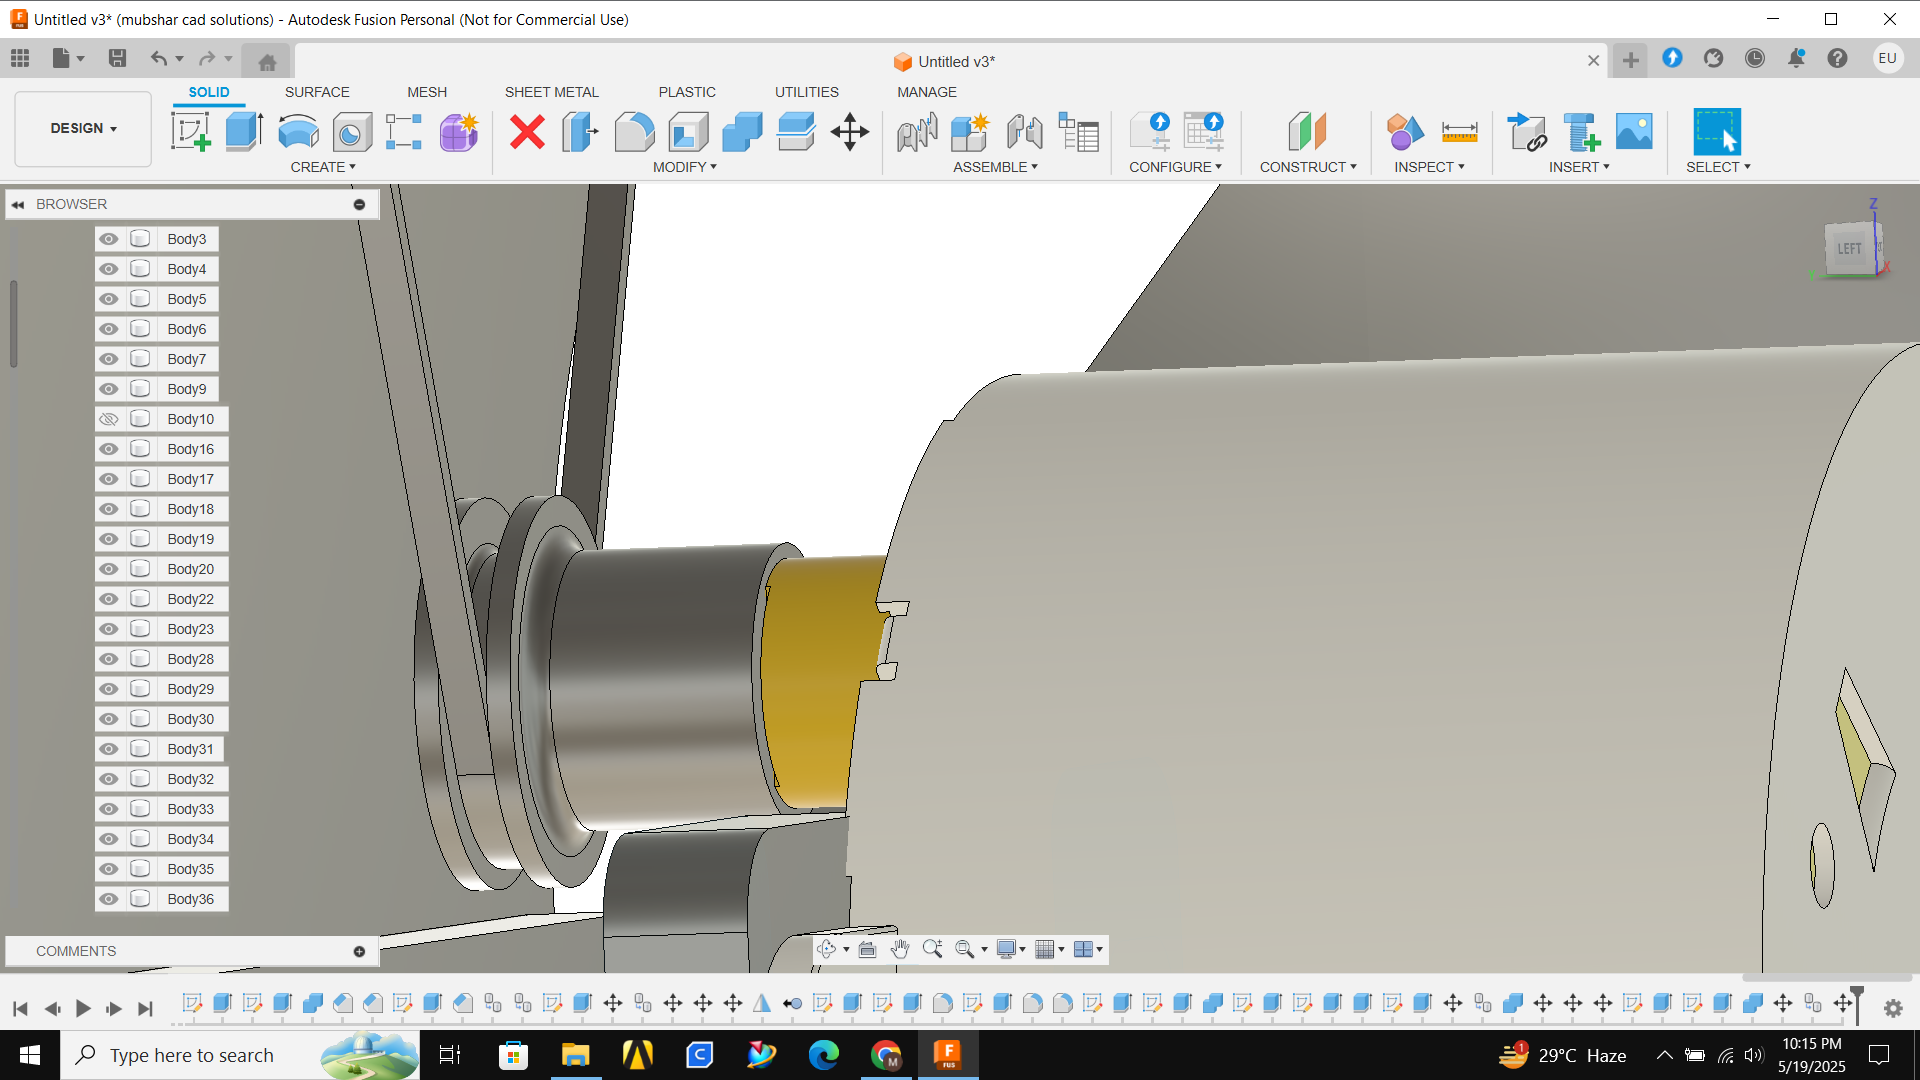 Untitled v3* (mubshar cad solutions) - Autodesk Fusion Personal (Not for Commercial Use)
Untitled v3*
EU
SOLID SURFACE MESH SHEET METAL PLASTIC UTILITIES MANAGE
DESIGN
CREATE MODIFY ASSEMBLE CONFIGURE CONSTRUCT INSPECT INSERT SELECT
BROWSER
Body3
Body4
Body5
Body6
Body7
Body9
Body10
Body16
Body17
Body18
Body19
Body20
Body22
Body23
Body28
Body29
Body30
Body31
Body32
Body33
Body34
Body35
Body36
Z
LEFT
COMMENTS
Type here to search
29°C Haze
10:15 PM
5/19/2025